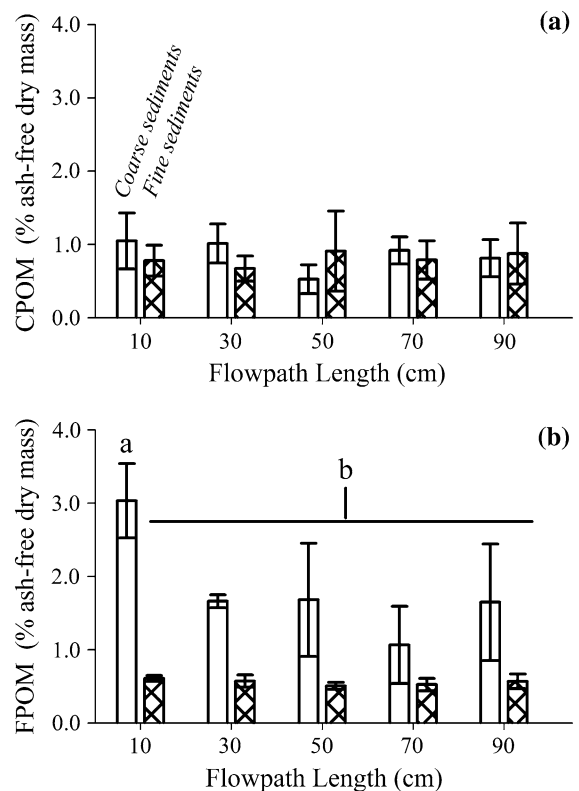 (a)
CPOM (% ash-free dry mass)
4.0
3.0
2.0
1.0
0.0
Coarse sediments
Fine sediments
10 30 50 70 90
Flowpath Length (cm)
(b)
FPOM (% ash-free dry mass)
4.0
3.0
2.0
1.0
0.0
a
b
10 30 50 70 90
Flowpath Length (cm)